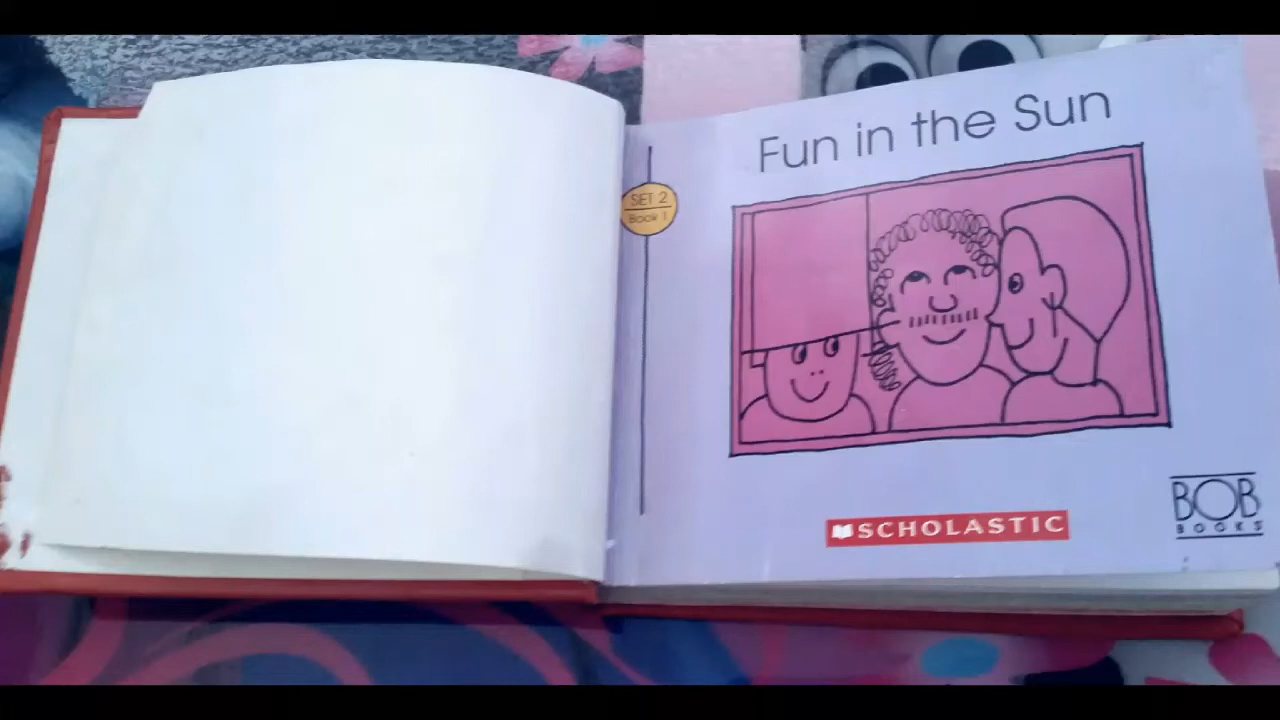 Fun in the Sun
SET 2
Book 1
SCHOLASTIC
BOB
BOOKS